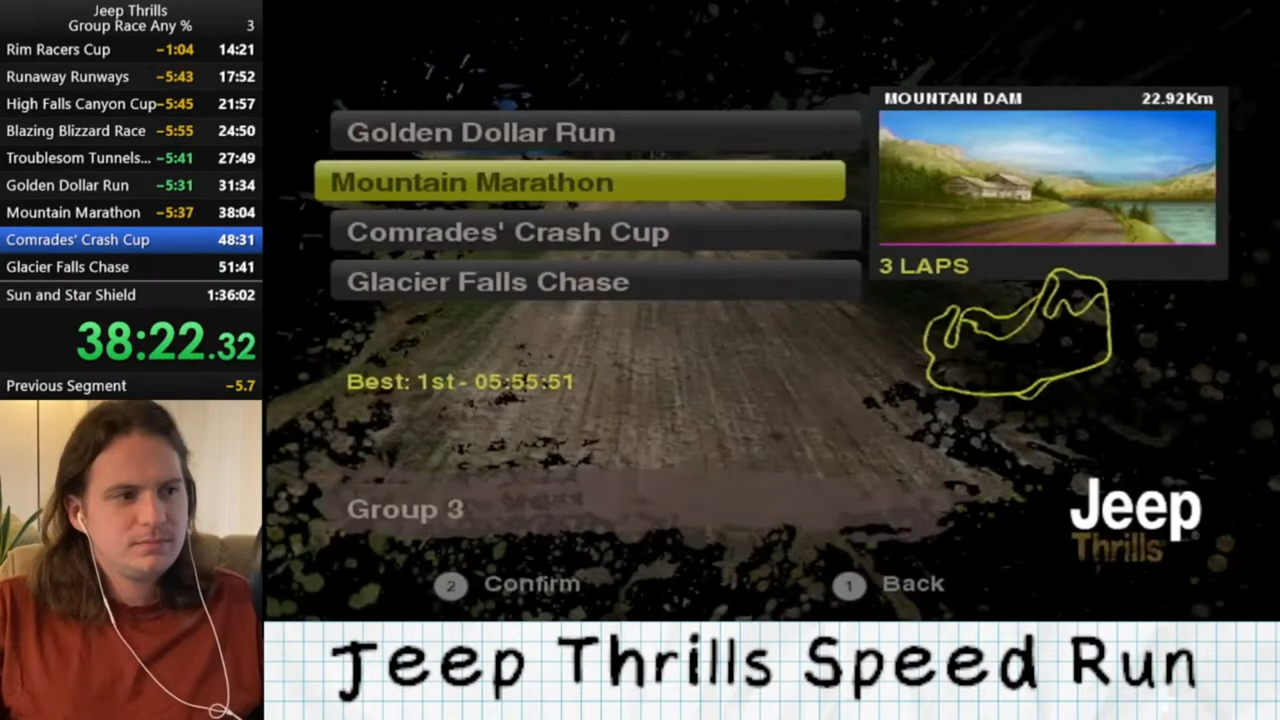 Jeep Thrills
Group Race Any % 3
Rim Racers Cup -1:04 14:21
Runaway Runways -5:43 17:52
High Falls Canyon Cup -5:45 21:57
Blazing Blizzard Race -5:55 24:50
Troublesom Tunnels... -5:41 27:49
Golden Dollar Run -5:31 31:34
Mountain Marathon -5:37 38:04
Comrades' Crash Cup 48:31
Glacier Falls Chase 51:41
Sun and Star Shield 1:36:02
38:22.32
Previous Segment -5.7
Golden Dollar Run
Mountain Marathon
Comrades' Crash Cup
Glacier Falls Chase
Best: 1st - 05:55:51
Group 3
2 Confirm
1 Back
MOUNTAIN DAM 22.92Km
3 LAPS
Jeep
Thrills
Jeep Thrills Speed Run